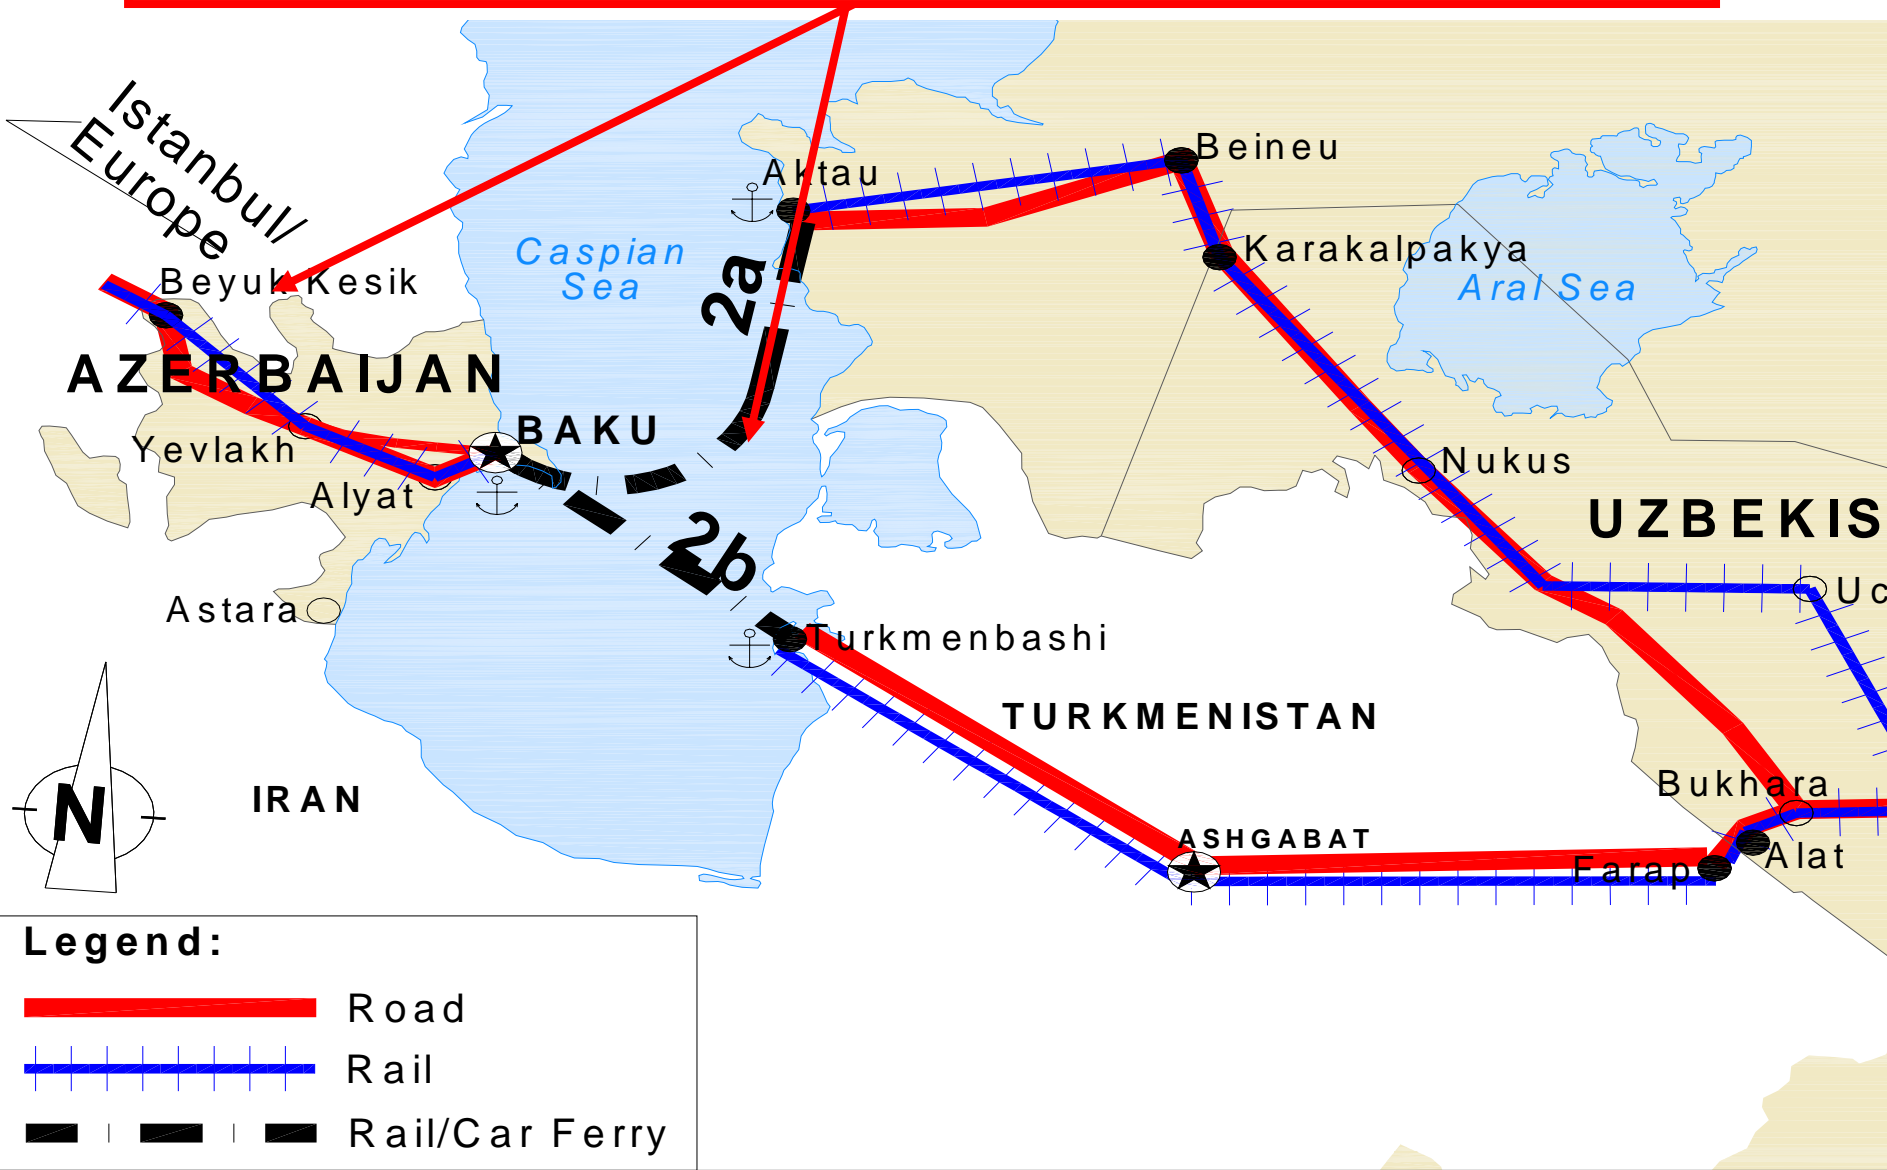 Istanbul/
Europe
Aktau
Beineu
Caspian
Sea
2a
Karakalpakya
Aral Sea
Beyuk Kesik
AZERBAIJAN
BAKU
Yevlakh
Alyat
Nukus
UZBEKIS
2b
Uc
Astara
Turkmenbashi
TURKMENISTAN
IRAN
N
Bukhara
ASHGABAT
Farap
Alat
Legend:
Road
Rail
Rail/Car Ferry